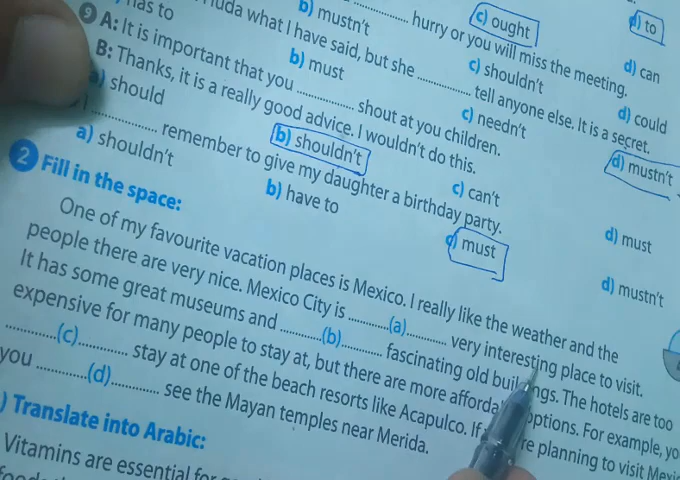 has to
b) mustn't
c) ought
d) to
hurry or you will miss the meeting.
9 A: It is important that you ............ shout at you children.
what I have said, but she ............ tell anyone else. It is a secret.
b) must
c) shouldn't
d) can
B: Thanks, it is a really good advice. I wouldn't do this.
a) should
b) shouldn't
c) needn't
d) could
............ remember to give my daughter a birthday party.
d) mustn't
a) shouldn't
b) have to
c) can't
d) must
c) must
d) mustn't
2 Fill in the space:
One of my favourite vacation places is Mexico. I really like the weather and the
people there are very nice. Mexico City is ............(a)............ very interesting place to visit.
It has some great museums and ............(b)............ fascinating old buildings. The hotels are too
expensive for many people to stay at, but there are more options. For example,
............(c)............ stay at one of the beach resorts like Acapulco. If planning to visit
you ............(d)............ see the Mayan temples near Merida.
) Translate into Arabic:
Vitamins are essential for